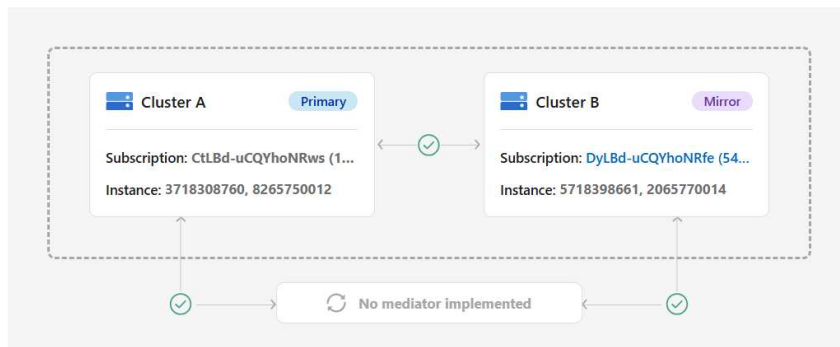 Cluster A
Primary
Subscription: CtLBd-uCQYhoNRws (1...
Instance: 3718308760, 8265750012
Cluster B
Mirror
Subscription: DyLBd-uCQYhoNRfe (54...
Instance: 5718398661, 2065770014
No mediator implemented